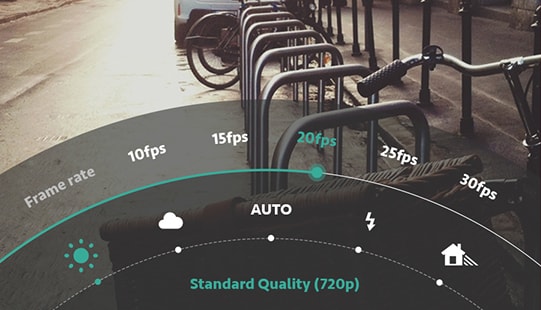 Frame rate
10fps
15fps
20fps
25fps
30fps
AUTO
Standard Quality (720p)